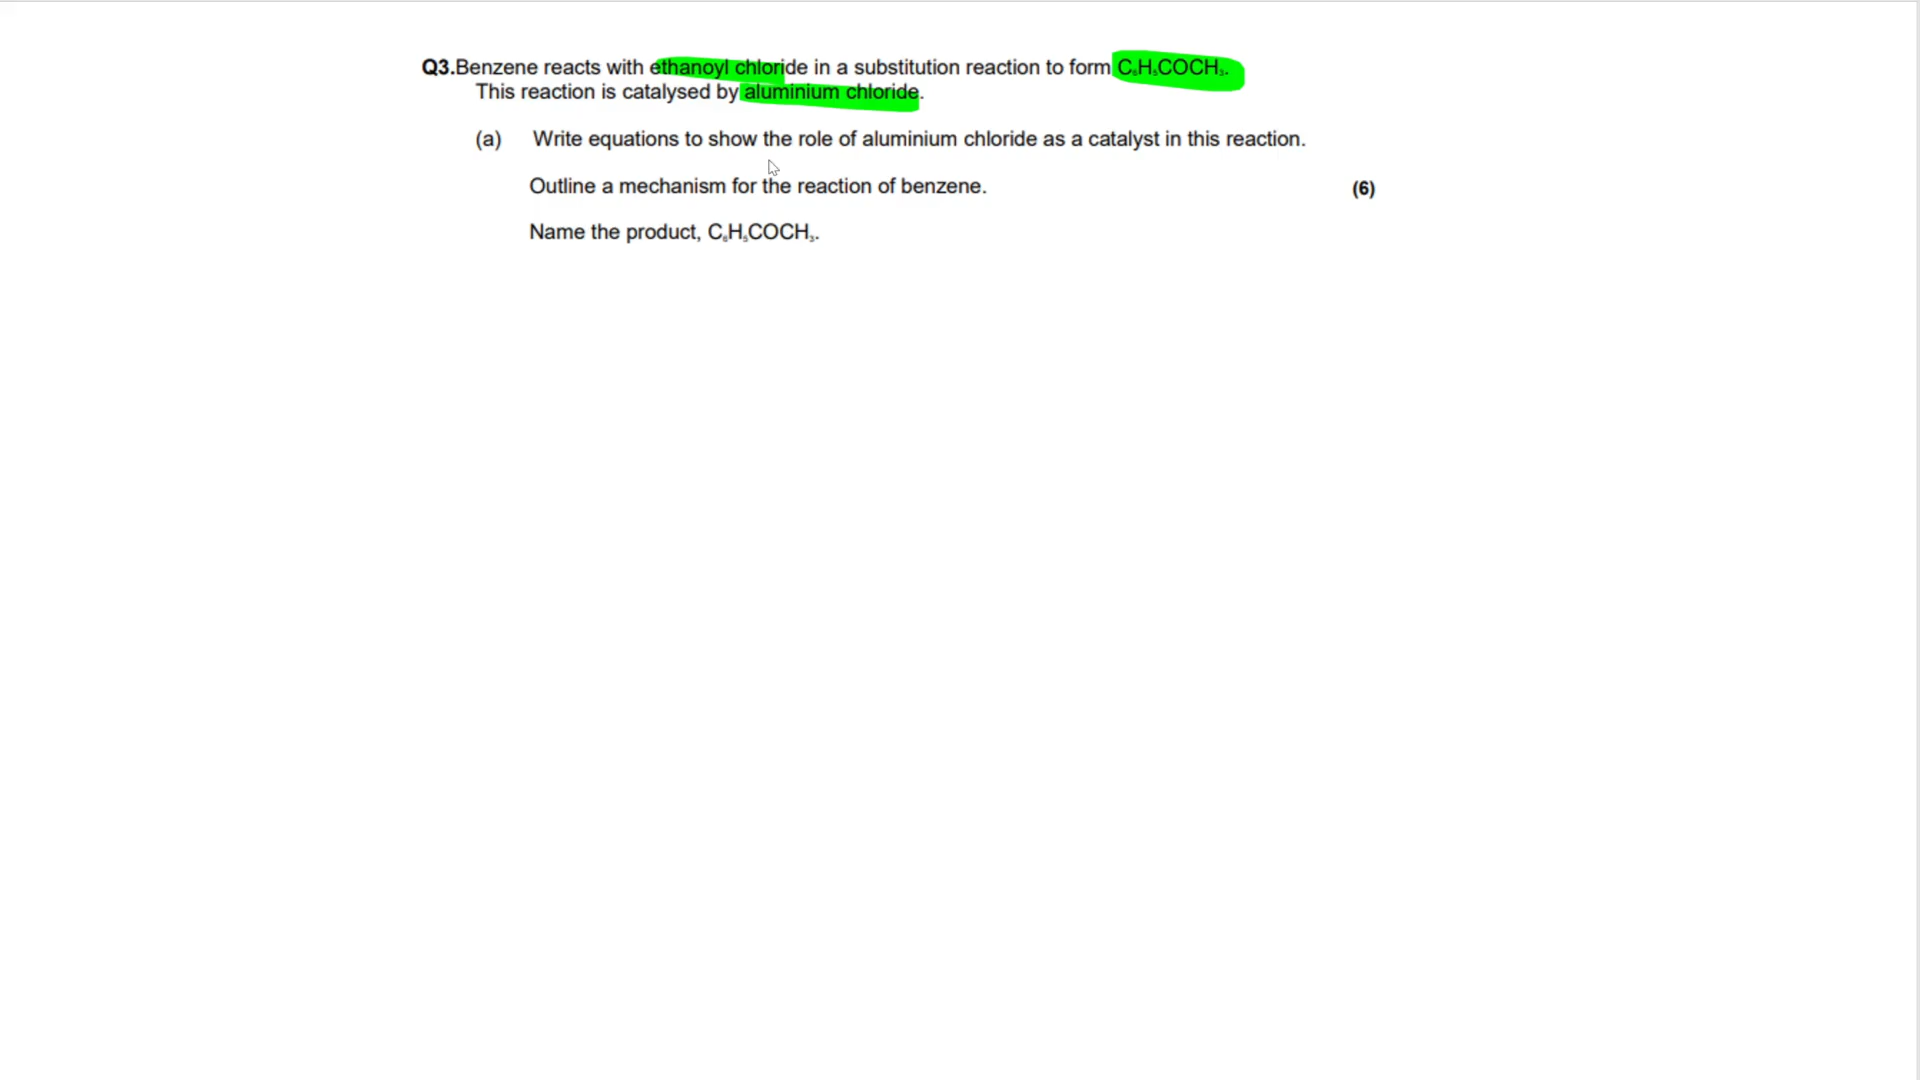 Q3.Benzene reacts with ethanoyl chloride in a substitution reaction to form C₆H₅COCH₃.
This reaction is catalysed by aluminium chloride.
(a) Write equations to show the role of aluminium chloride as a catalyst in this reaction.
Outline a mechanism for the reaction of benzene. (6)
Name the product, C₆H₅COCH₃.